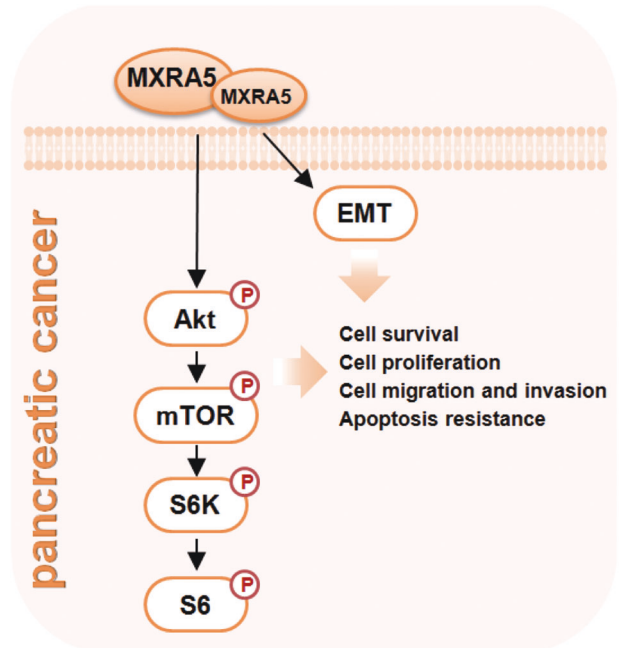 MXRA5
MXRA5
EMT
P
Akt
P
mTOR
P
S6K
P
S6
Cell survival
Cell proliferation
Cell migration and invasion
Apoptosis resistance
pancreatic cancer